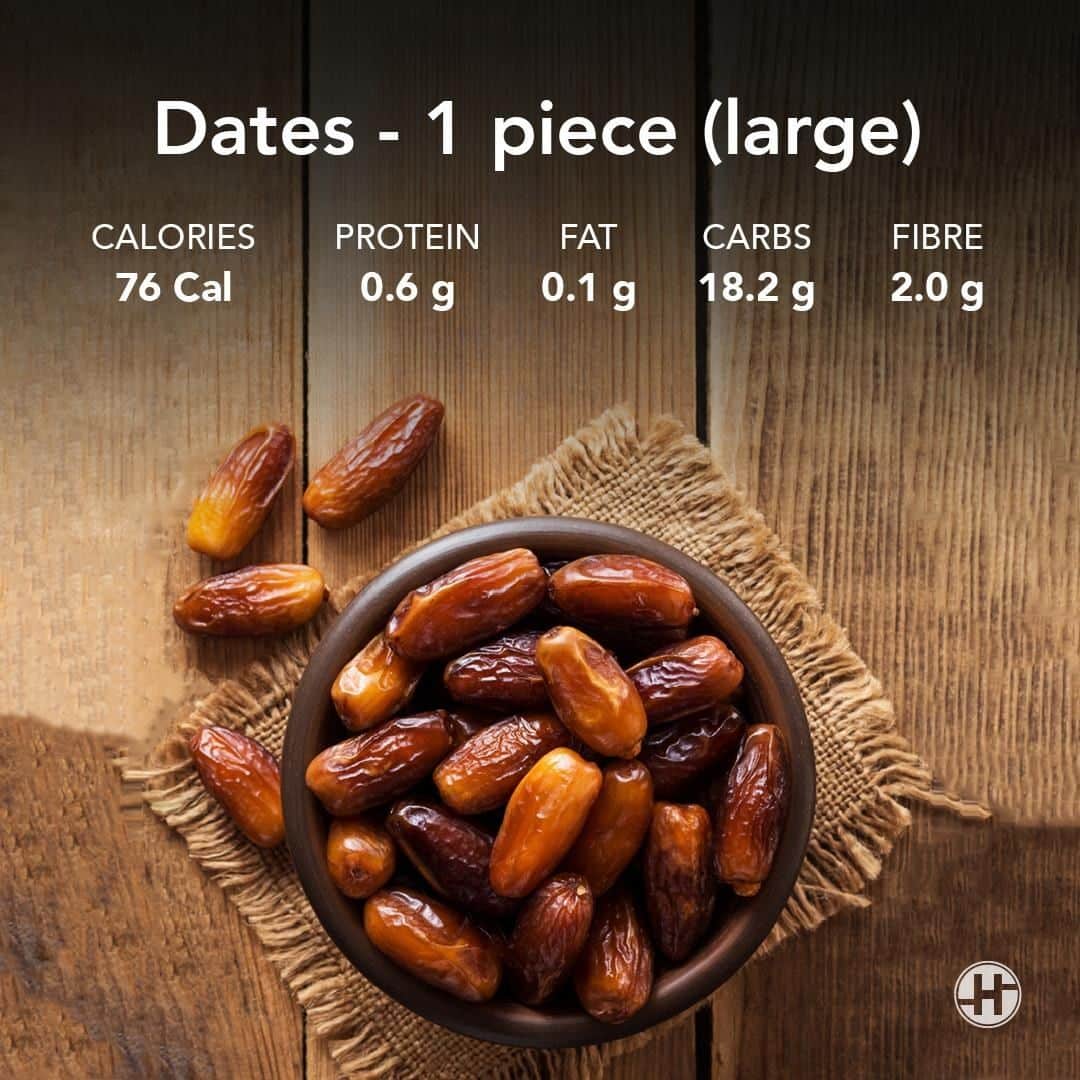 Dates - 1 piece (large)
CALORIES PROTEIN FAT CARBS FIBRE
76 Cal 0.6 g 0.1 g 18.2 g 2.0 g
H